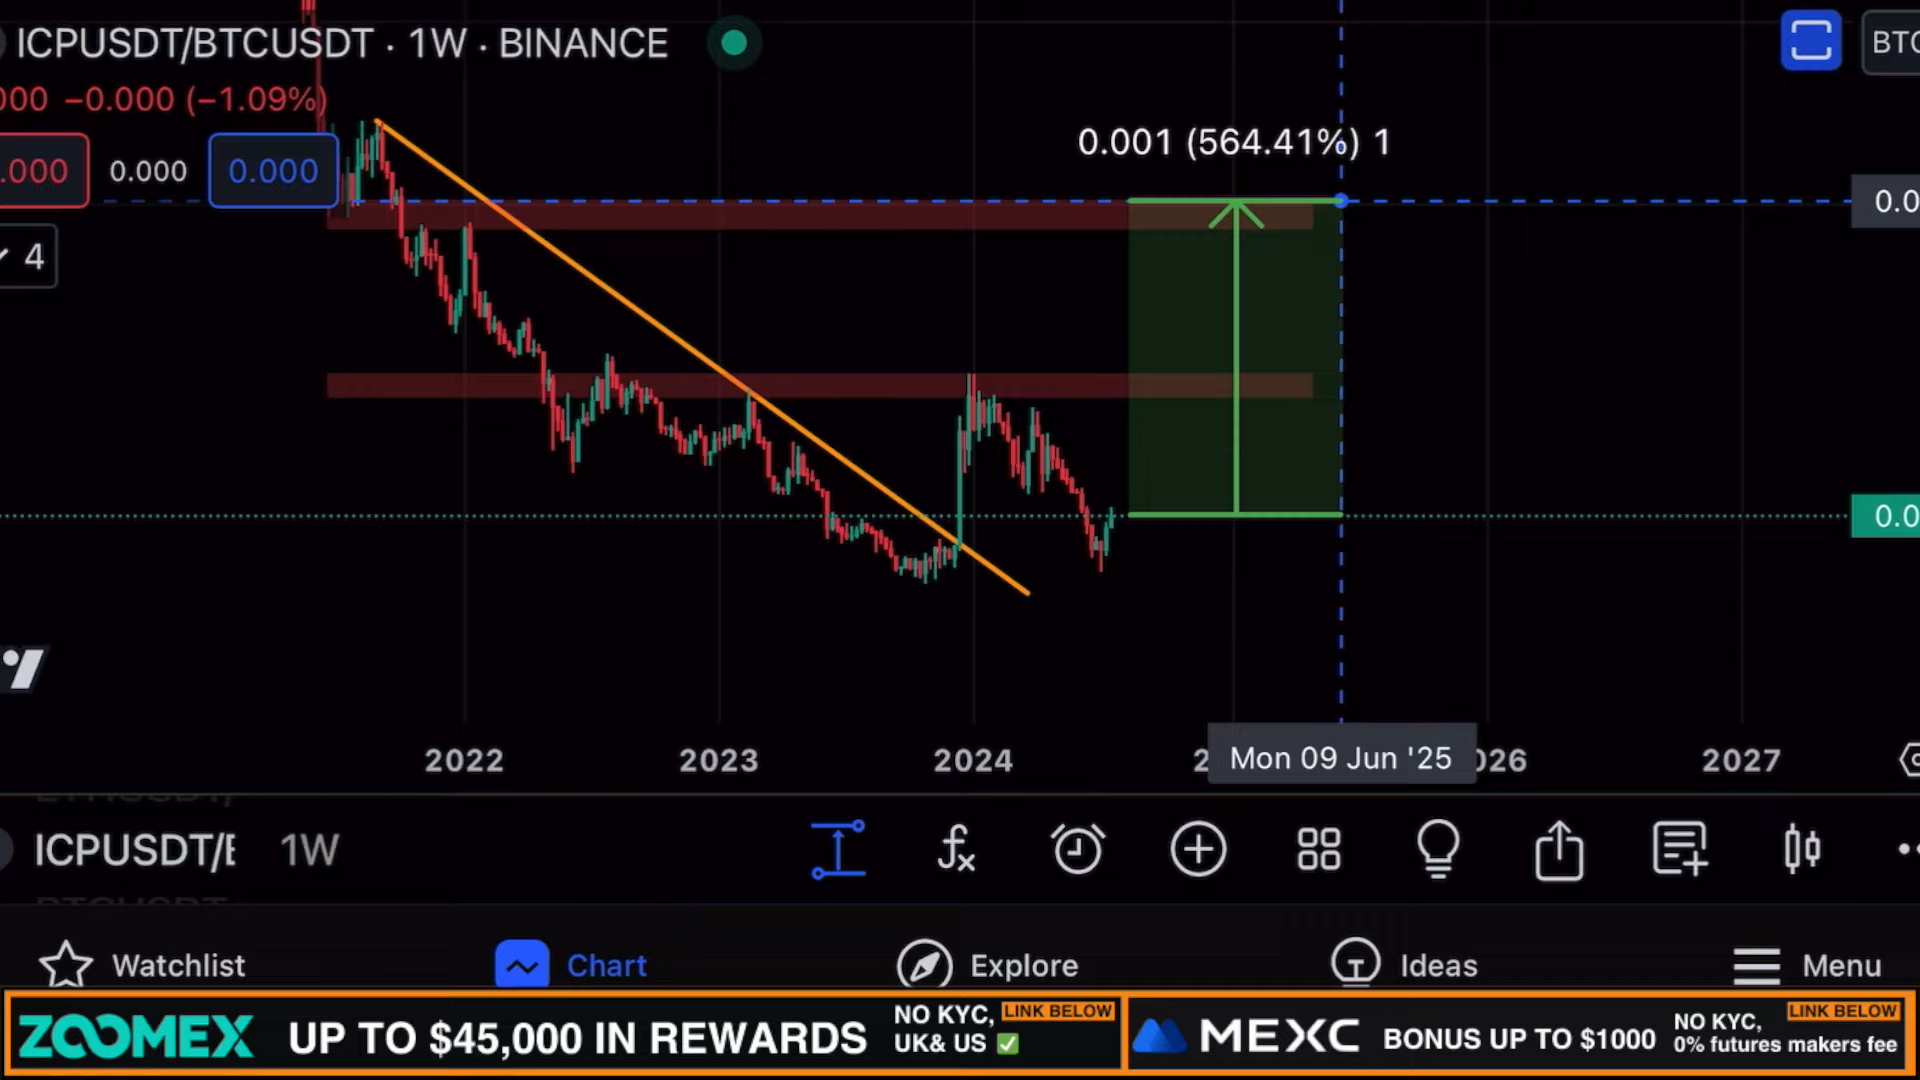 ICPUSDT/BTCUSDT · 1W · BINANCE
BTC
000 −0.000 (−1.09%)
.000 0.000 0.000
4
0.001 (564.41%) 1
0.0
0.0
2022 2023 2024 2 Mon 09 Jun '25 026 2027
ICPUSDT/E 1W
Watchlist Chart Explore Ideas Menu
ZOOMEX UP TO $45,000 IN REWARDS NO KYC, LINK BELOW
UK& US ✅
MEXC BONUS UP TO $1000 NO KYC, LINK BELOW
0% futures makers fee